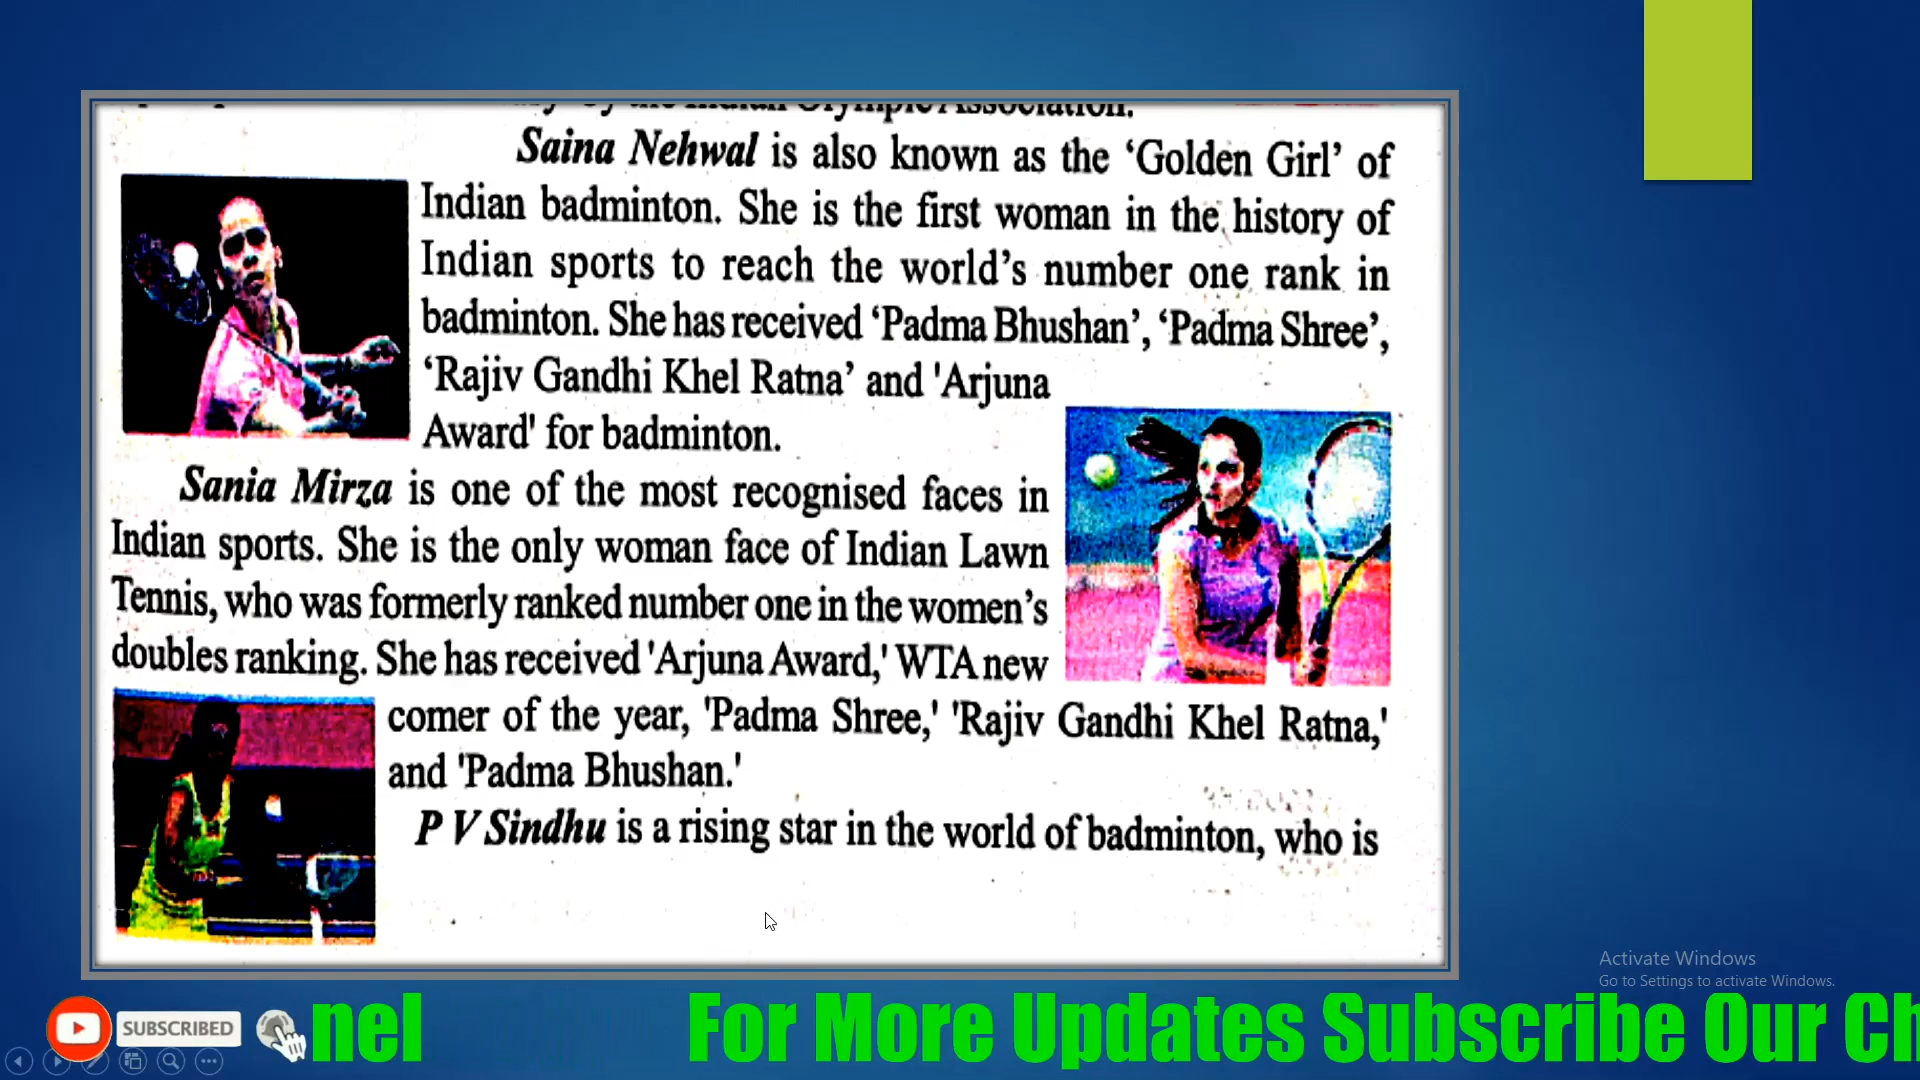 by the Indian Olympic Association.
Saina Nehwal is also known as the ‘Golden Girl’ of
Indian badminton. She is the first woman in the history of
Indian sports to reach the world’s number one rank in
badminton. She has received ‘Padma Bhushan’, ‘Padma Shree’,
‘Rajiv Gandhi Khel Ratna’ and 'Arjuna
Award' for badminton.
Sania Mirza is one of the most recognised faces in
Indian sports. She is the only woman face of Indian Lawn
Tennis, who was formerly ranked number one in the women’s
doubles ranking. She has received 'Arjuna Award,' WTA new
comer of the year, 'Padma Shree,' 'Rajiv Gandhi Khel Ratna,'
and 'Padma Bhushan.'
P V Sindhu is a rising star in the world of badminton, who is
Activate Windows
Go to Settings to activate Windows.
SUBSCRIBED
nel For More Updates Subscribe Our Ch